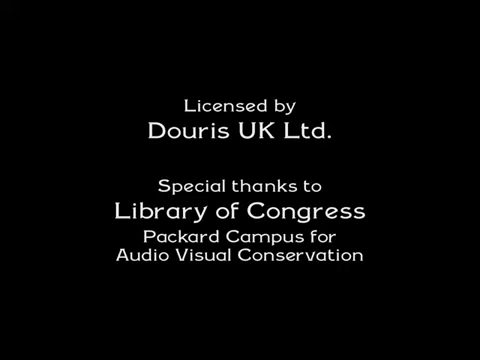 Licensed by
Douris UK Ltd.
Special thanks to
Library of Congress
Packard Campus for
Audio Visual Conservation